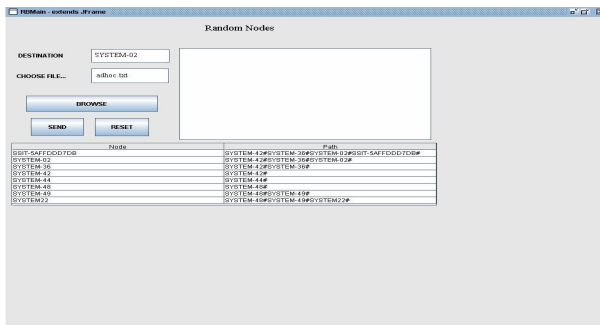 RBMain - extends JFrame
Random Nodes
DESTINATION SYSTEM-02
CHOOSE FILE... adhoc.txt
BROWSE
SEND RESET
Node Path
SSIT-5AFFDDD7DB SYSTEM-42#SYSTEM-36#SYSTEM-02#SSIT-5AFFDDD7DB#
SYSTEM-02 SYSTEM-42#SYSTEM-36#SYSTEM-02#
SYSTEM-36 SYSTEM-42#SYSTEM-36#
SYSTEM-42 SYSTEM-42#
SYSTEM-44 SYSTEM-44#
SYSTEM-48 SYSTEM-48#
SYSTEM-49 SYSTEM-48#SYSTEM-49#
SYSTEM22 SYSTEM-48#SYSTEM-49#SYSTEM22#